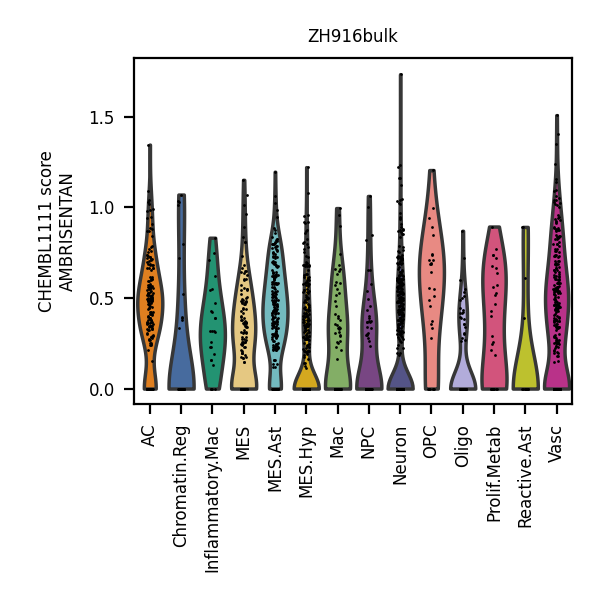 ZH916bulk
CHEMBL1111 score
AMBRISENTAN
1.5
1.0
0.5
0.0
AC
Chromatin.Reg
Inflammatory.Mac
MES
MES.Ast
MES.Hyp
Mac
NPC
Neuron
OPC
Oligo
Prolif.Metab
Reactive.Ast
Vasc